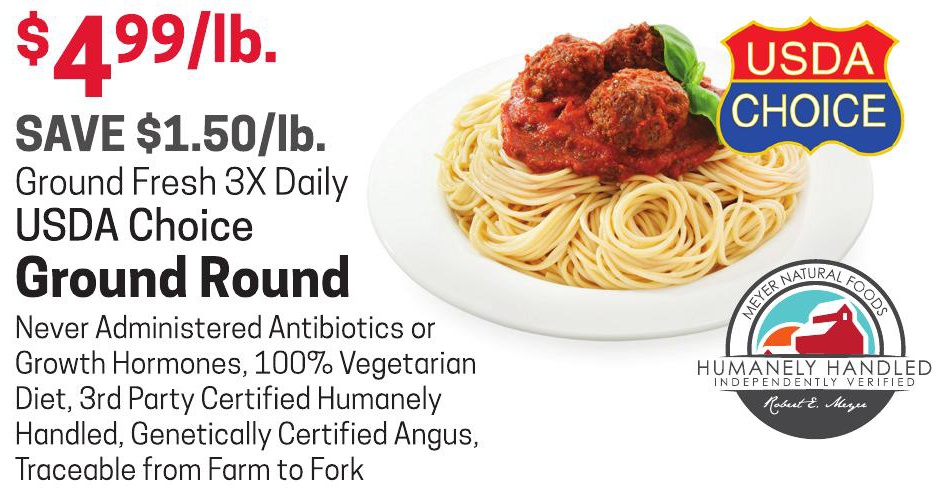 $4.99/lb.
SAVE $1.50/lb.
Ground Fresh 3X Daily
USDA Choice
Ground Round
Never Administered Antibiotics or
Growth Hormones, 100% Vegetarian
Diet, 3rd Party Certified Humanely
Handled, Genetically Certified Angus,
Traceable from Farm to Fork
USDA
CHOICE
MEYER NATURAL FOODS
HUMANELY HANDLED
INDEPENDENTLY VERIFIED
Robert E. Meyer